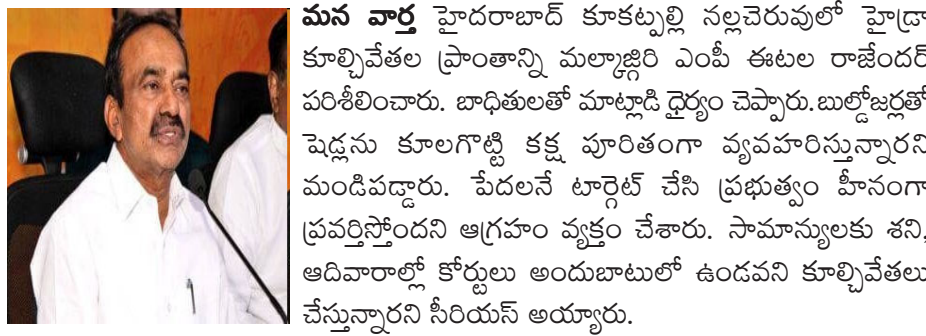 మన వార్త హైదరాబాద్ కూకట్పల్లి నల్లచెరువులో హైడ్రా
కూల్చివేతల ప్రాంతాన్ని మల్కాజ్గిరి ఎంపీ ఈటల రాజేందర్
పరిశీలించారు. బాధితులతో మాట్లాడి ధైర్యం చెప్పారు.బుల్డోజర్లతో
షెడ్లను కూలగొట్టి కక్ష పూరితంగా వ్యవహరిస్తున్నారని
మండిపడ్డారు. పేదలనే టార్గెట్ చేసి ప్రభుత్వం హీనంగా
ప్రవర్తిస్తోందని ఆగ్రహం వ్యక్తం చేశారు. సామాన్యులకు శని,
ఆదివారాల్లో కోర్టులు అందుబాటులో ఉండవని కూల్చివేతలు
చేస్తున్నారని సీరియస్ అయ్యారు.